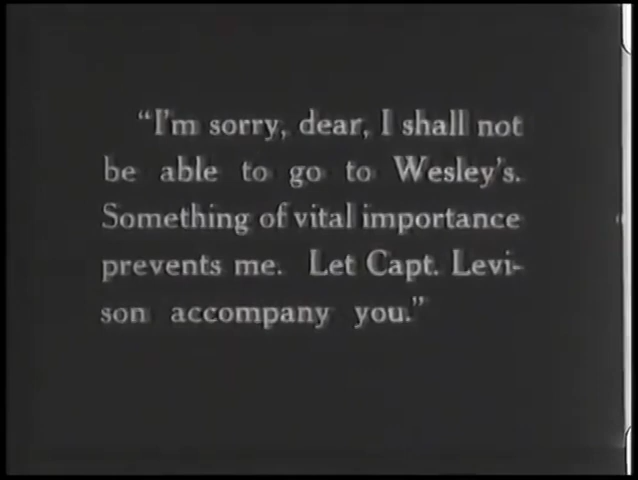 “I'm sorry, dear, I shall not
be able to go to Wesley's.
Something of vital importance
prevents me. Let Capt. Levi-
son accompany you.”